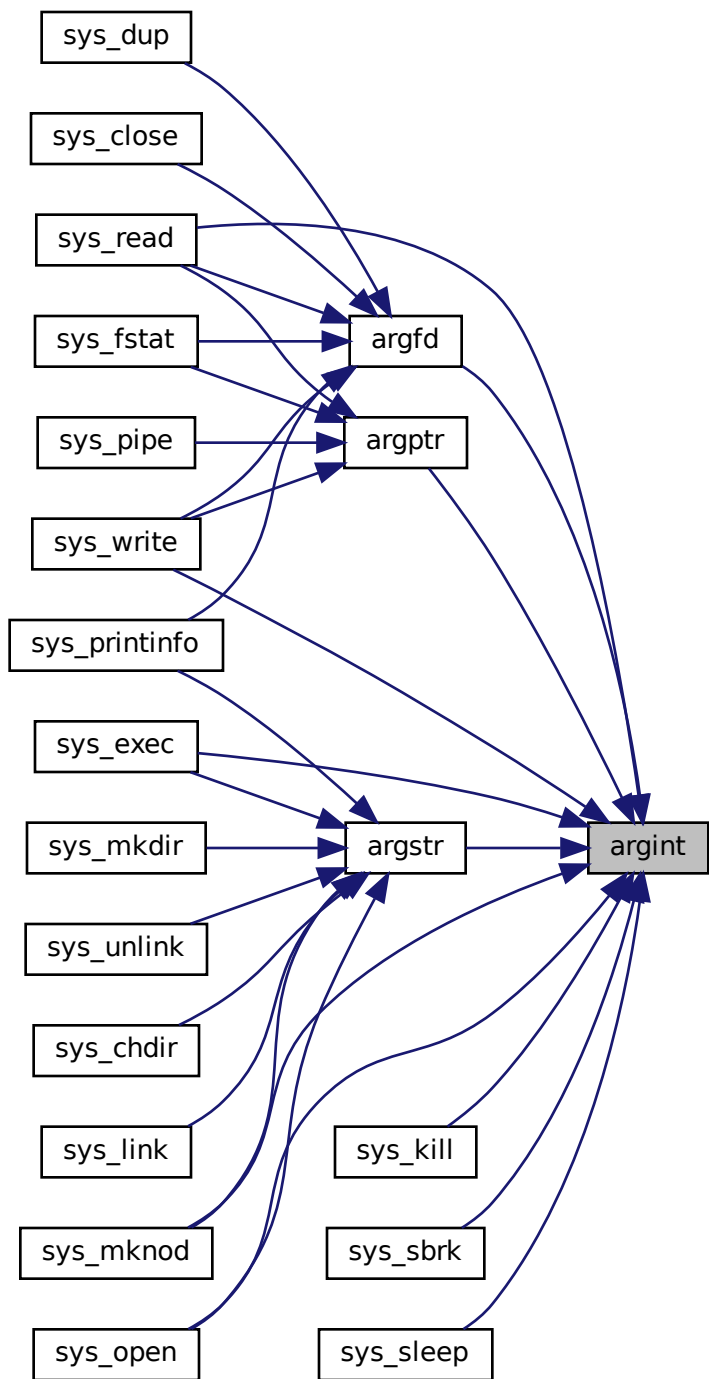 sys_dup
sys_close
sys_read
sys_fstat
argfd
sys_pipe
argptr
sys_write
sys_printinfo
sys_exec
sys_mkdir
argstr
argint
sys_unlink
sys_chdir
sys_link
sys_kill
sys_mknod
sys_sbrk
sys_open
sys_sleep